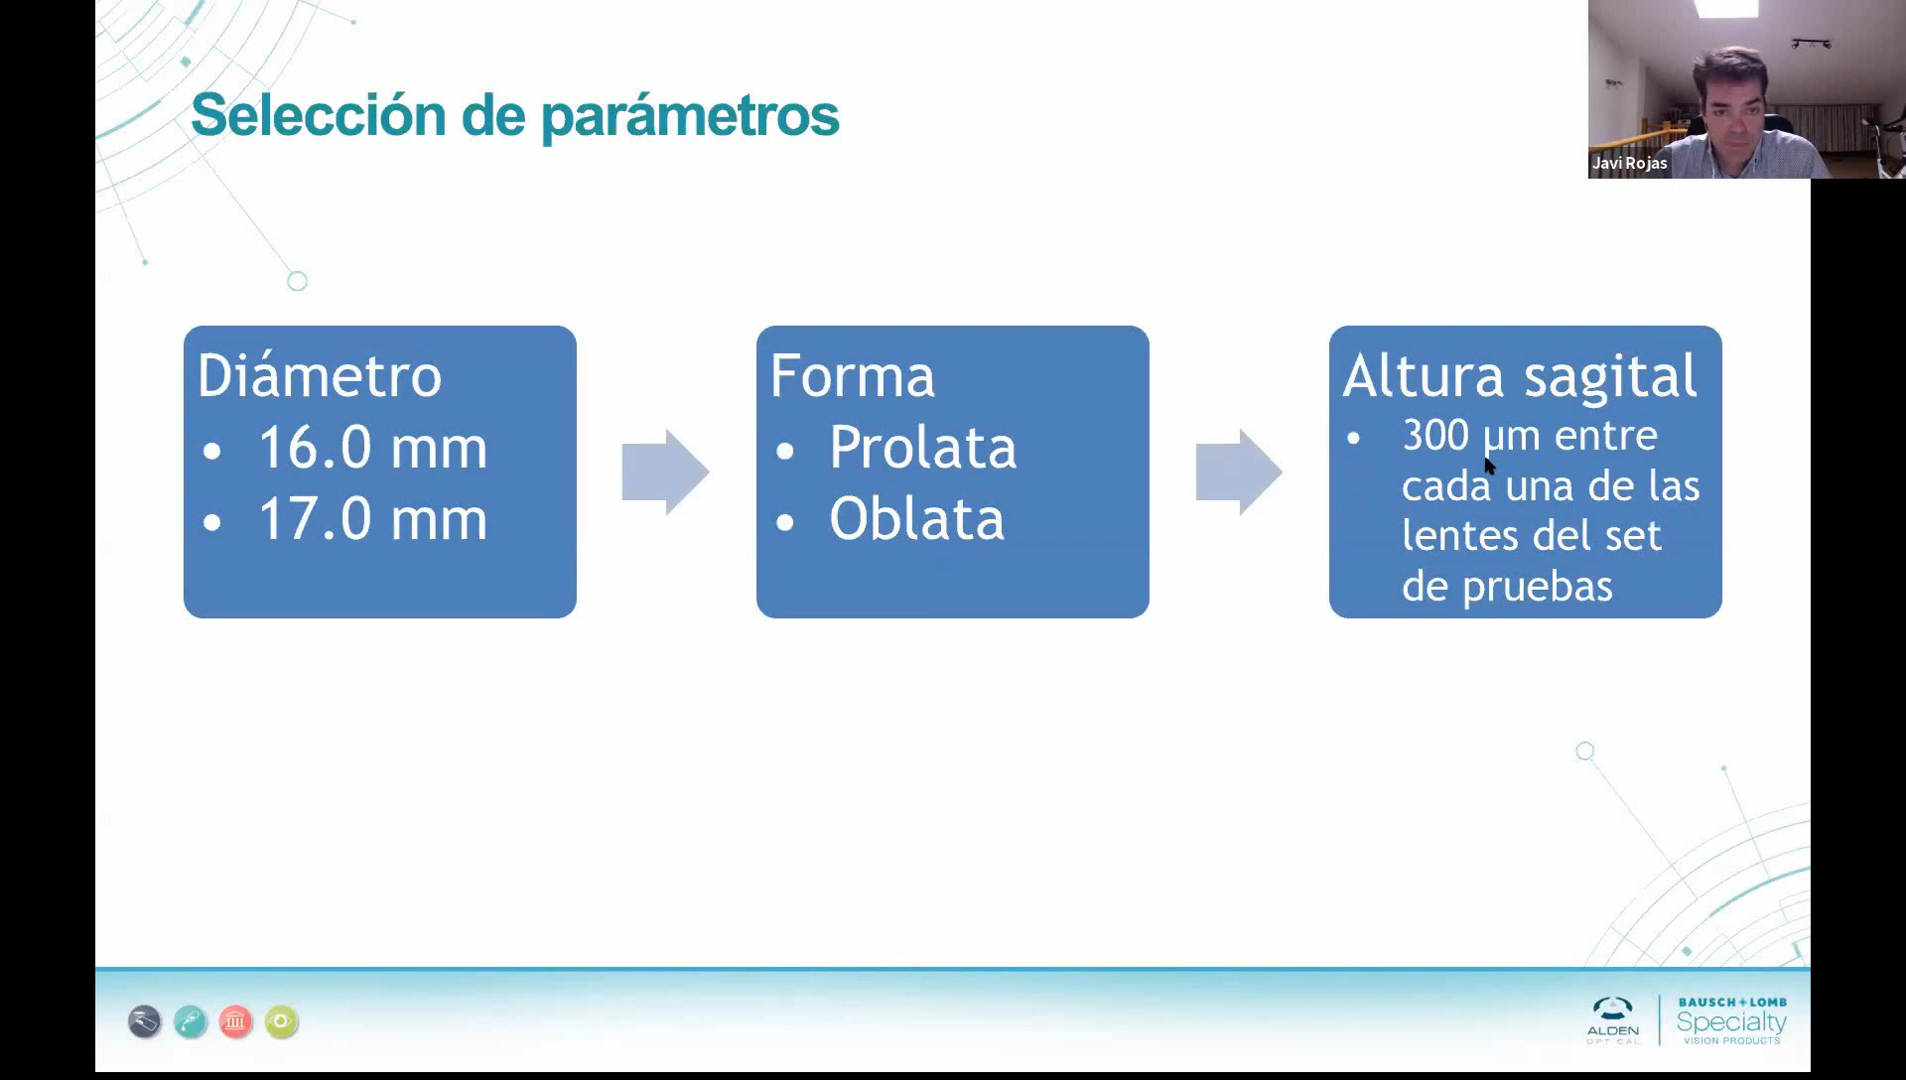 Selección de parámetros
Javi Rojas
Diámetro
• 16.0 mm
• 17.0 mm
Forma
• Prolata
• Oblata
Altura sagital
• 300 µm entre
cada una de las
lentes del set
de pruebas
ALDEN
OPTICAL
BAUSCH + LOMB
Specialty
VISION PRODUCTS